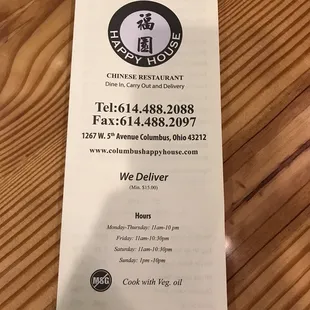 福
園
HAPPY HOUSE
CHINESE RESTAURANT
Dine In, Carry Out and Delivery
Tel:614.488.2088
Fax:614.488.2097
1267 W. 5th Avenue Columbus, Ohio 43212
www.columbushappyhouse.com
We Deliver
(Min. $15.00)
Hours
Monday-Thursday: 11am-10 pm
Friday: 11am-10:30pm
Saturday: 11am-10:30pm
Sunday: 1pm -10pm
MSG
Cook with Veg. oil